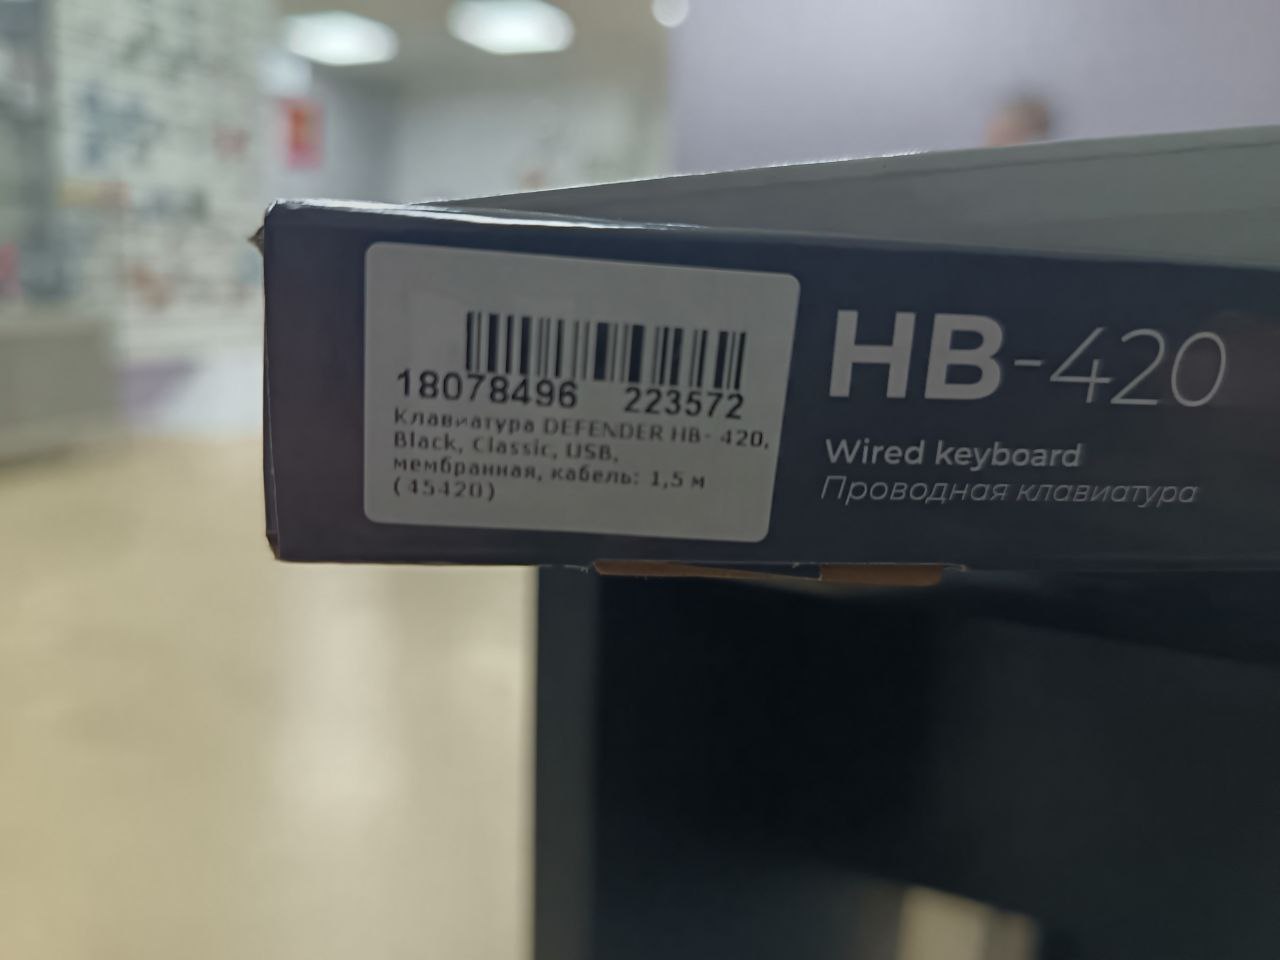 18078496 223572
Клавиатура DEFENDER HB- 420,
Black, Classic, USB,
мембранная, кабель: 1,5 м
(45420)
HB-420
Wired keyboard
Проводная клавиатура